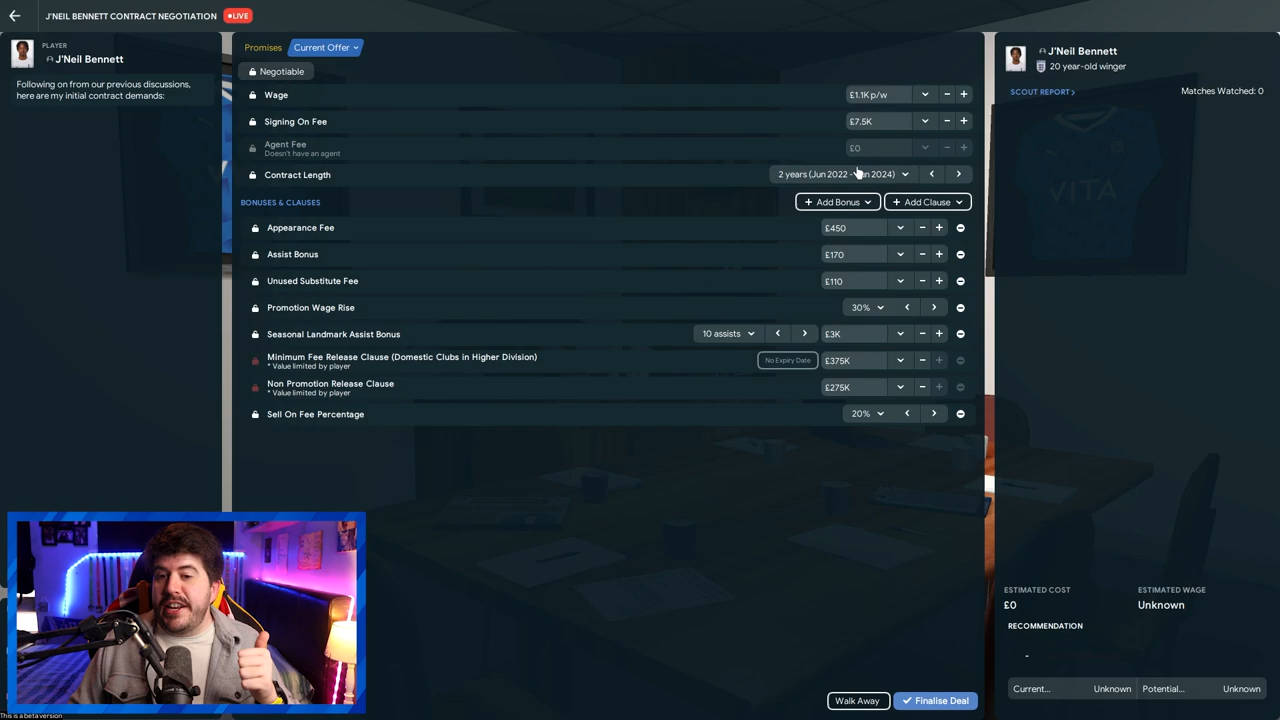 J'NEIL BENNETT CONTRACT NEGOTIATION
LIVE
PLAYER
J'Neil Bennett
Following on from our previous discussions,
here are my initial contract demands:
Promises
Current Offer
Negotiable
Wage
£1.1K p/w
Signing On Fee
£7.5K
Agent Fee
Doesn't have an agent
£0
Contract Length
2 years (Jun 2022 - Jun 2024)
BONUSES & CLAUSES
+ Add Bonus
+ Add Clause
Appearance Fee
£450
Assist Bonus
£170
Unused Substitute Fee
£110
Promotion Wage Rise
30%
Seasonal Landmark Assist Bonus
10 assists
£3K
Minimum Fee Release Clause (Domestic Clubs in Higher Division)
* Value limited by player
No Expiry Date
£375K
Non Promotion Release Clause
* Value limited by player
£275K
Sell On Fee Percentage
20%
Walk Away
Finalise Deal
J'Neil Bennett
20 year-old winger
SCOUT REPORT >
Matches Watched: 0
VITA
ESTIMATED COST
£0
ESTIMATED WAGE
Unknown
RECOMMENDATION
-
Current... Unknown
Potential... Unknown
This is a beta version